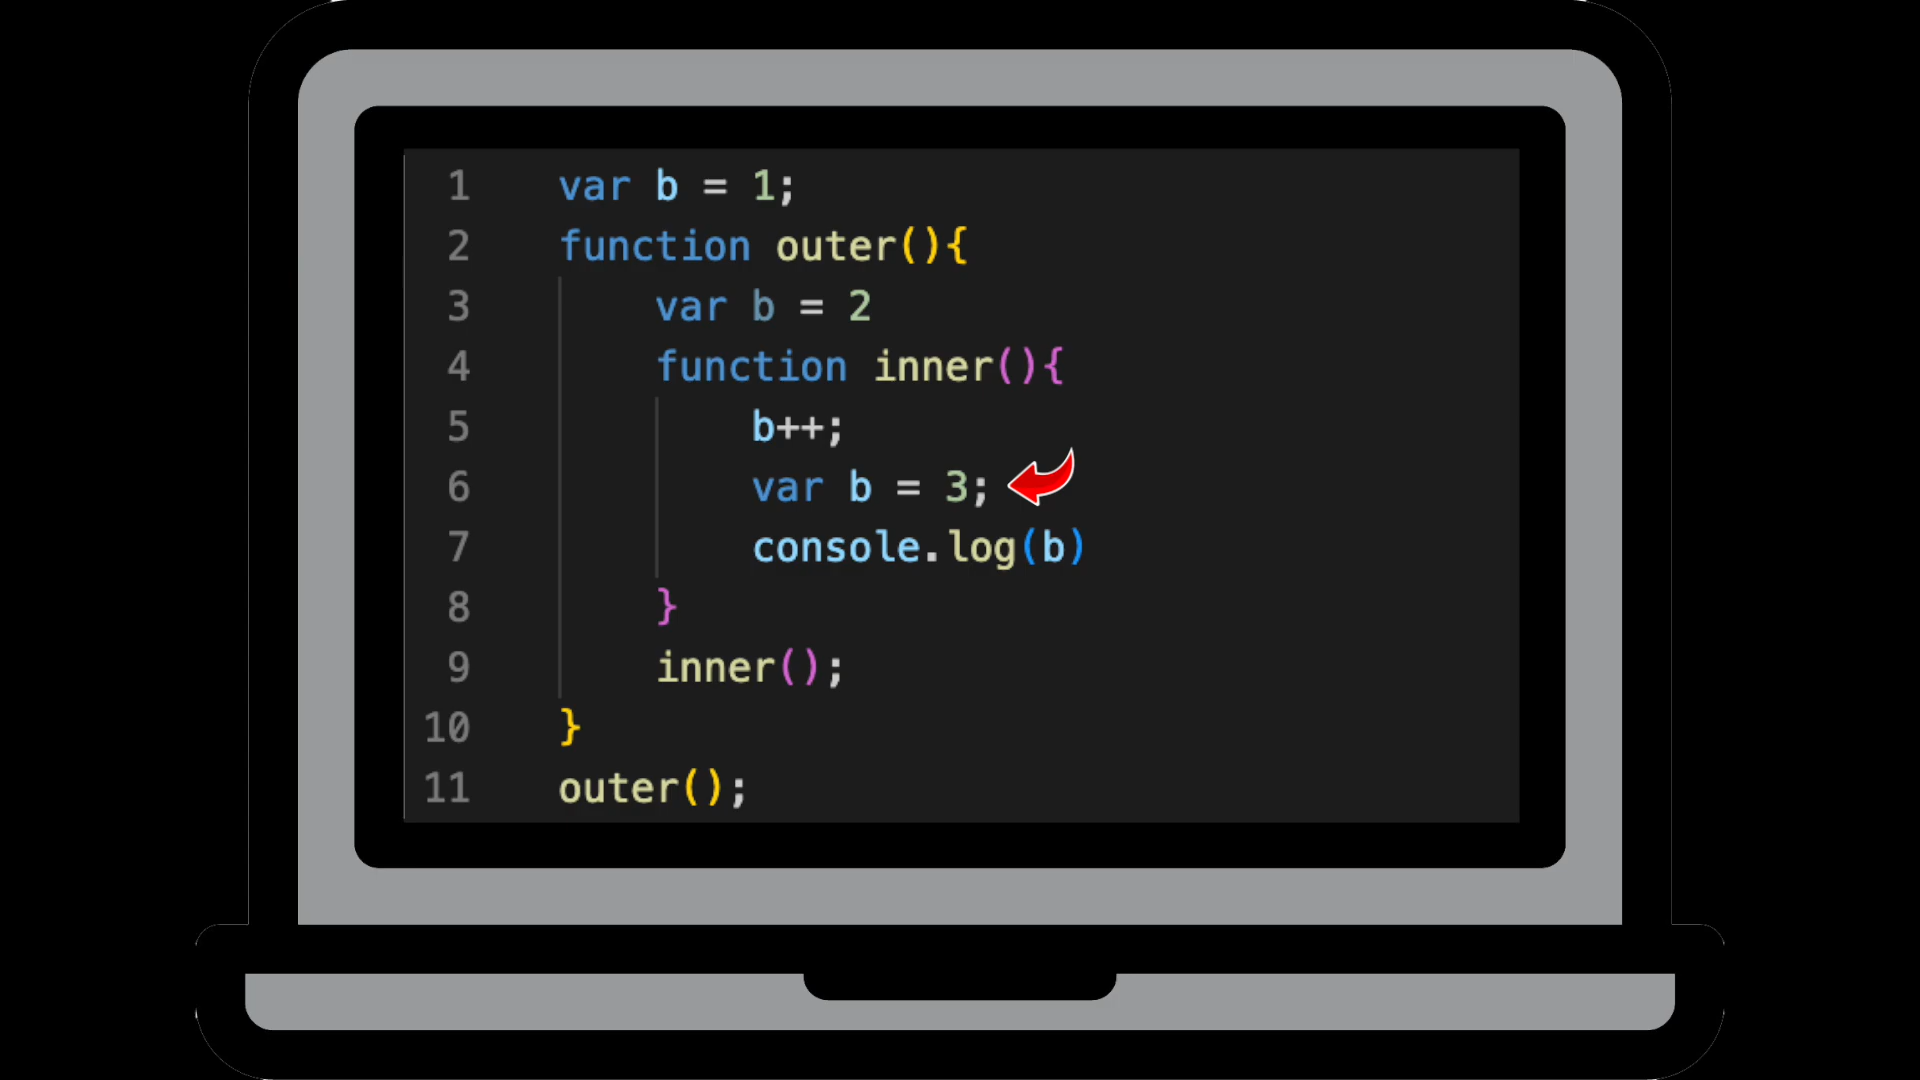 1 var b = 1;
2 function outer(){
3 var b = 2
4 function inner(){
5 b++;
6 var b = 3;
7 console.log(b)
8 }
9 inner();
10 }
11 outer();